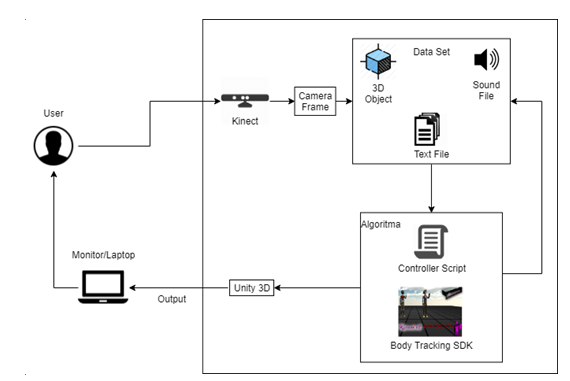 Data Set
3D
Object
Sound
File
Text File
Camera
Frame
Kinect
User
Algoritma
Controller Script
Body Tracking SDK
Unity 3D
Output
Monitor/Laptop